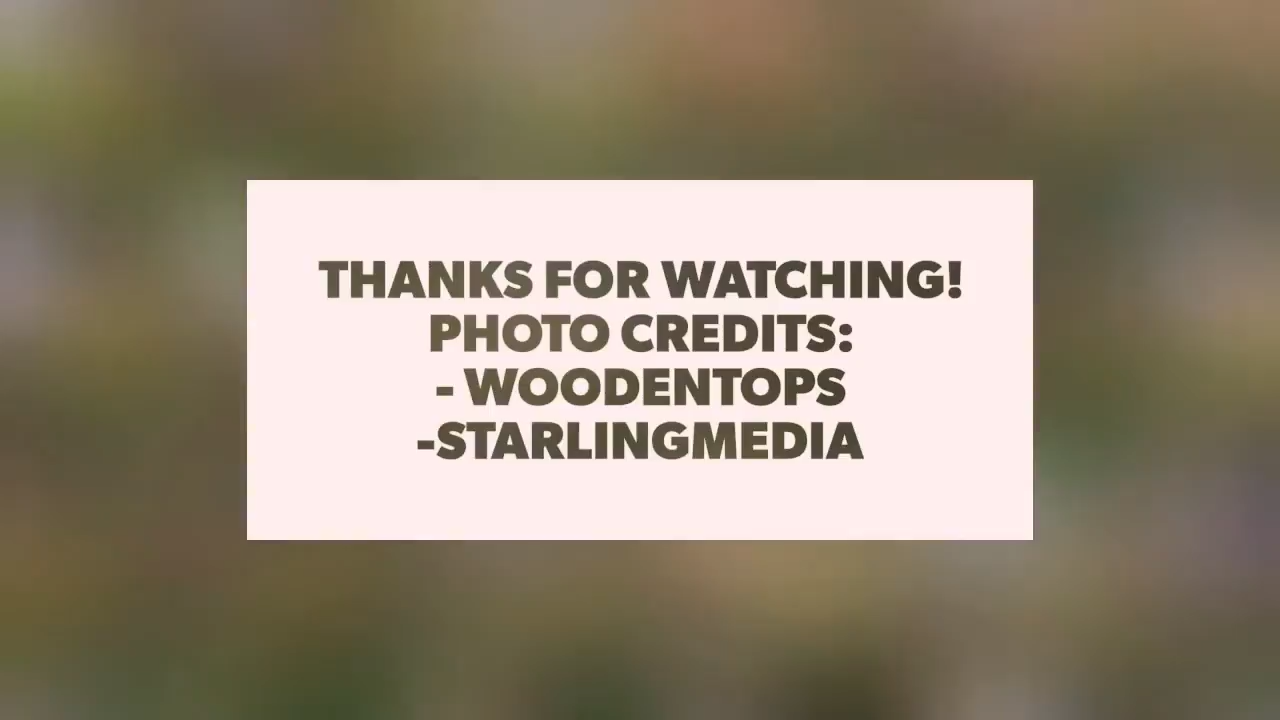 THANKS FOR WATCHING!
PHOTO CREDITS:
- WOODENTOPS
-STARLINGMEDIA